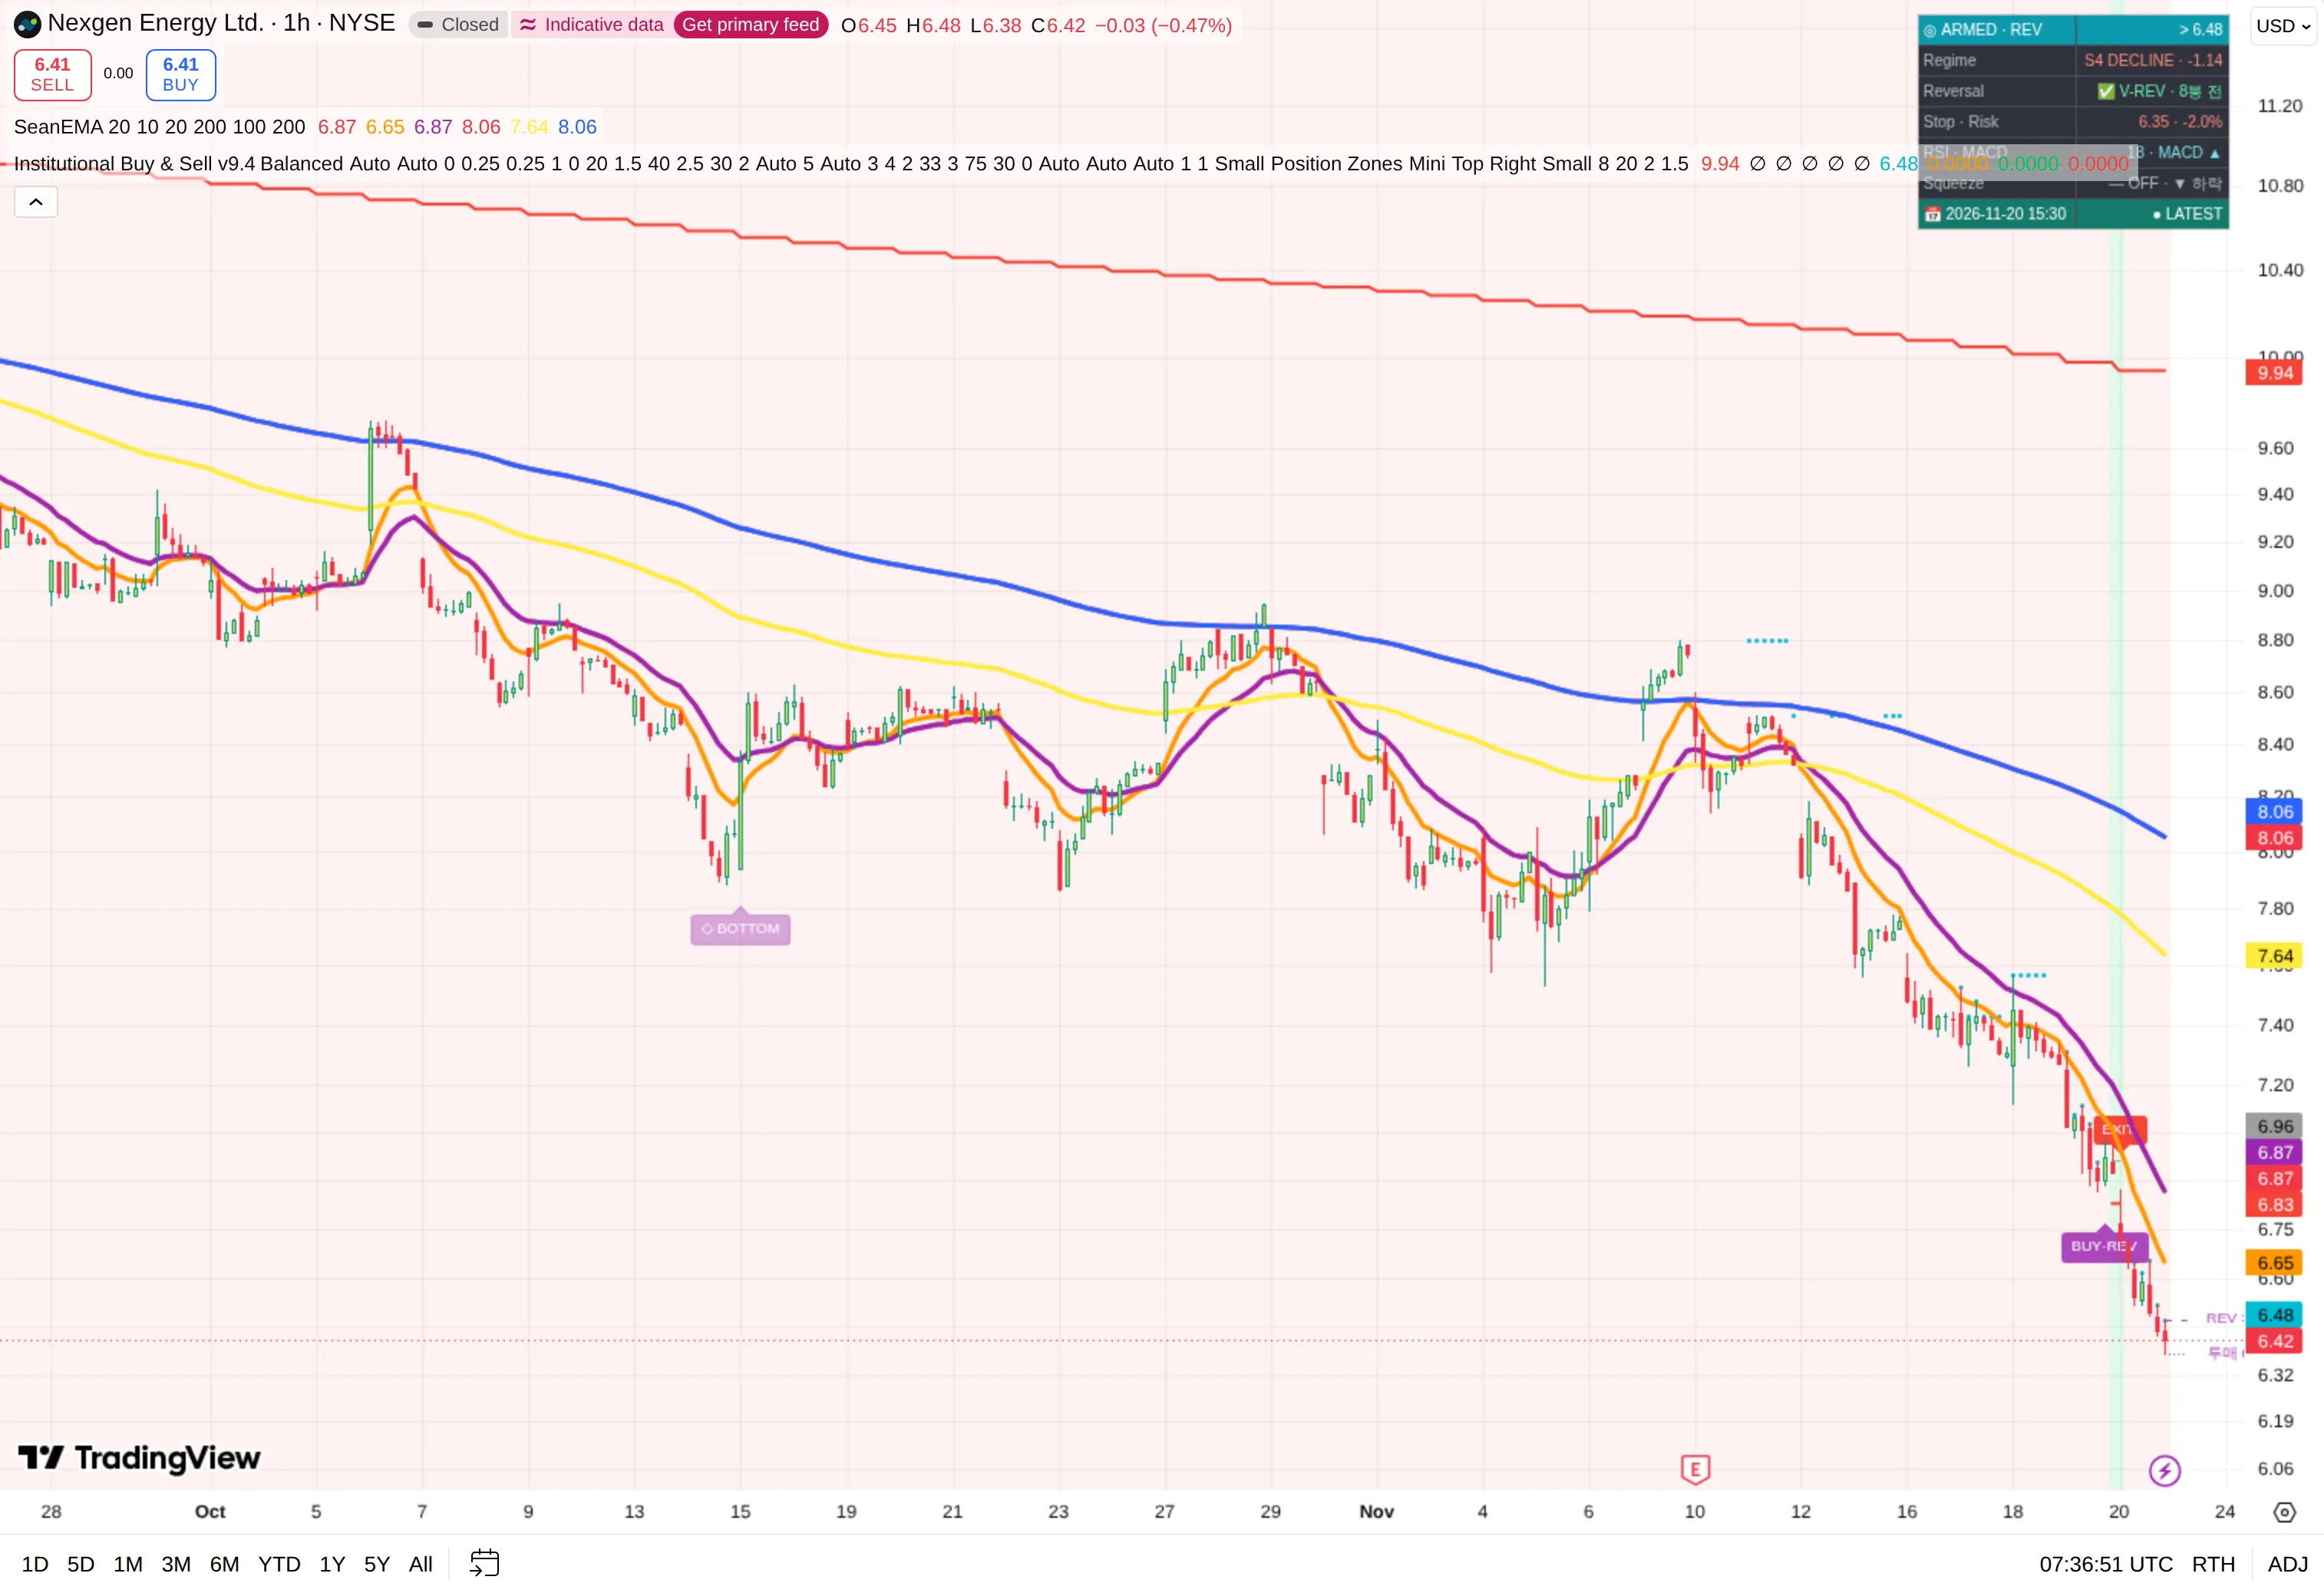 Nexgen Energy Ltd. · 1h · NYSE Closed Indicative data Get primary feed O6.45 H6.48 L6.38 C6.42 −0.03 (−0.47%)
6.41 SELL 0.00 6.41 BUY
SeanEMA 20 10 20 200 100 200 6.87 6.65 6.87 8.06 7.64 8.06
Institutional Buy & Sell v9.4 Balanced Auto Auto 0 0.25 0.25 1 0 20 1.5 40 2.5 30 2 Auto 5 Auto 3 4 2 33 3 75 30 0 Auto Auto Auto 1 1 Small Position Zones Mini Top Right Small 8 20 2 1.5 9.94 ∅ ∅ ∅ ∅ ∅ 6.48 0.0000 0.0000 0.0000
◎ ARMED · REV > 6.48
Regime S4 DECLINE · -1.14
Reversal ✅ V-REV · 8봉 전
Stop · Risk 6.35 · -2.0%
RSI · MACD 18 · MACD ▲
Squeeze — OFF · ▼ 하락
📅 2026-11-20 15:30 ● LATEST
USD
11.20
10.80
10.40
10.00
9.94
9.60
9.40
9.20
9.00
8.80
8.60
8.40
8.20
8.06
8.06
8.00
7.80
7.64
7.40
7.20
6.96
6.87
6.87
6.83
6.75
6.65
6.60
6.48
6.42
6.32
6.19
6.06
◇ BOTTOM
EXIT
BUY·REV
REV
투매
TradingView
E
28 Oct 5 7 9 13 15 19 21 23 27 29 Nov 4 6 10 12 16 18 20 24
1D 5D 1M 3M 6M YTD 1Y 5Y All 07:36:51 UTC RTH ADJ